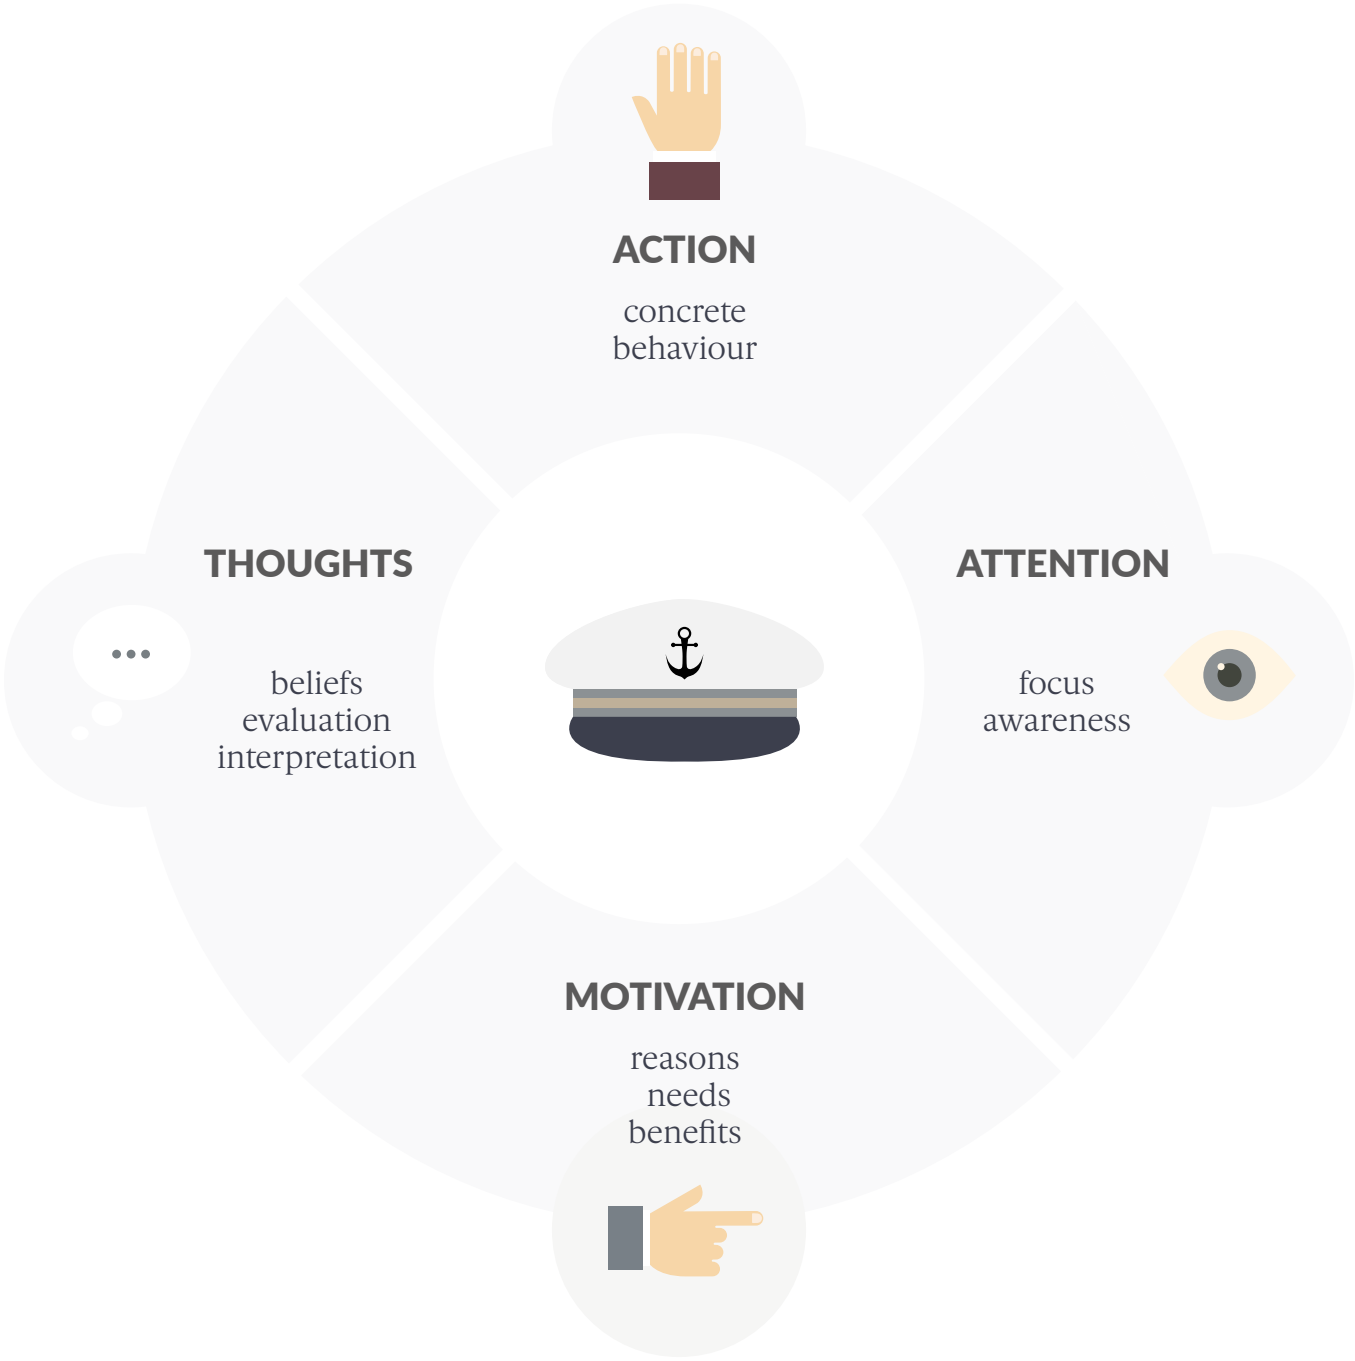 ACTION
concrete
behaviour
THOUGHTS
beliefs
evaluation
interpretation
ATTENTION
focus
awareness
MOTIVATION
reasons
needs
benefits